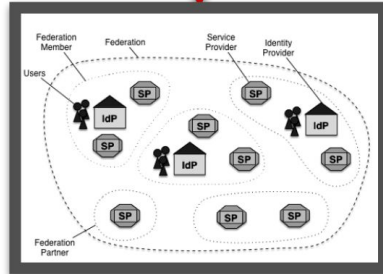 Federation
Member
Federation
Service
Provider
Identity
Provider
Users
SP
SP
IdP
SP
SP
IdP
IdP
SP
SP
SP
SP
SP
Federation
Partner